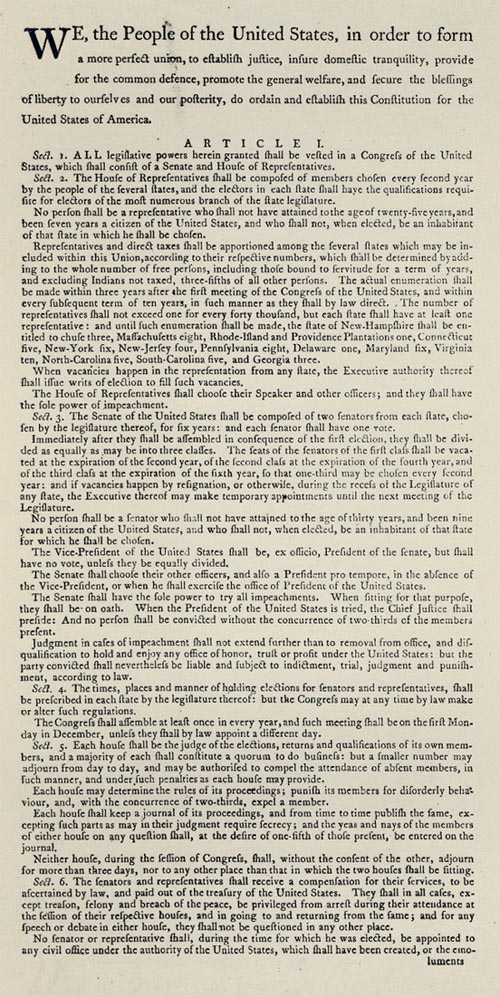 WE, the People of the United States, in order to form
a more perfect union, to establish justice, insure domestic tranquility, provide
for the common defence, promote the general welfare, and secure the blessings
of liberty to ourselves and our posterity, do ordain and establish this Constitution for the
United States of America.
ARTICLE I.
Sect. 1. ALL legislative powers herein granted shall be vested in a Congress of the United
States, which shall consist of a Senate and House of Representatives.
Sect. 2. The House of Representatives shall be composed of members chosen every second year
by the people of the several states, and the electors in each state shall have the qualifications requi-
site for electors of the most numerous branch of the state legislature.
No person shall be a representative who shall not have attained to the age of twenty-five years, and
been seven years a citizen of the United States, and who shall not, when elected, be an inhabitant
of that state in which he shall be chosen.
Representatives and direct taxes shall be apportioned among the several states which may be in-
cluded within this Union, according to their respective numbers, which shall be determined by add-
ing to the whole number of free persons, including those bound to servitude for a term of years,
and excluding Indians not taxed, three-fifths of all other persons. The actual enumeration shall
be made within three years after the first meeting of the Congress of the United States, and within
every subsequent term of ten years, in such manner as they shall by law direct. The number of
representatives shall not exceed one for every forty thousand, but each state shall have at least one
representative: and until such enumeration shall be made, the state of New-Hampshire shall be en-
titled to chuse three, Massachusetts eight, Rhode-Island and Providence Plantations one, Connecticut
five, New-York six, New-Jersey four, Pennsylvania eight, Delaware one, Maryland six, Virginia
ten, North-Carolina five, South-Carolina five, and Georgia three.
When vacancies happen in the representation from any state, the Executive authority thereof
shall issue writs of election to fill such vacancies.
The House of Representatives shall choose their Speaker and other officers; and they shall have
the sole power of impeachment.
Sect. 3. The Senate of the United States shall be composed of two senators from each state, cho-
sen by the legislature thereof, for six years: and each senator shall have one vote.
Immediately after they shall be assembled in consequence of the first election, they shall be divi-
ded as equally as may be into three classes. The seats of the senators of the first class shall be vaca-
ted at the expiration of the second year, of the second class at the expiration of the fourth year, and
of the third class at the expiration of the sixth year, so that one-third may be chosen every second
year: and if vacancies happen by resignation, or otherwise, during the recess of the Legislature of
any state, the Executive thereof may make temporary appointments until the next meeting of the
Legislature.
No person shall be a senator who shall not have attained to the age of thirty years, and been nine
years a citizen of the United States, and who shall not, when elected, be an inhabitant of that state
for which he shall be chosen.
The Vice-President of the United States shall be, ex officio, President of the senate, but shall
have no vote, unless they be equally divided.
The Senate shall choose their other officers, and also a President pro tempore, in the absence of
the Vice-President, or when he shall exercise the office of President of the United States.
The Senate shall have the sole power to try all impeachments. When sitting for that purpose,
they shall be on oath. When the President of the United States is tried, the Chief Justice shall
preside: And no person shall be convicted without the concurrence of two-thirds of the members
present.
Judgment in cases of impeachment shall not extend further than to removal from office, and dis-
qualification to hold and enjoy any office of honor, trust or profit under the United States: but the
party convicted shall nevertheless be liable and subject to indictment, trial, judgment and punish-
ment, according to law.
Sect. 4. The times, places and manner of holding elections for senators and representatives, shall
be prescribed in each state by the legislature thereof: but the Congress may at any time by law make
or alter such regulations.
The Congress shall assemble at least once in every year, and such meeting shall be on the first Mon-
day in December, unless they shall by law appoint a different day.
Sect. 5. Each house shall be the judge of the elections, returns and qualifications of its own mem-
bers, and a majority of each shall constitute a quorum to do business: but a smaller number may
adjourn from day to day, and may be authorised to compel the attendance of absent members, in
such manner, and under such penalties as each house may provide.
Each house may determine the rules of its proceedings; punish its members for disorderly beha-
viour, and, with the concurrence of two-thirds, expel a member.
Each house shall keep a journal of its proceedings, and from time to time publish the same, ex-
cepting such parts as may in their judgment require secrecy; and the yeas and nays of the members
of either house on any question shall, at the desire of one-fifth of those present, be entered on the
journal.
Neither house, during the session of Congress, shall, without the consent of the other, adjourn
for more than three days, nor to any other place than that in which the two houses shall be sitting.
Sect. 6. The senators and representatives shall receive a compensation for their services, to be
ascertained by law, and paid out of the treasury of the United States. They shall in all cases, ex-
cept treason, felony and breach of the peace, be privileged from arrest during their attendance at
the session of their respective houses, and in going to and returning from the same; and for any
speech or debate in either house, they shall not be questioned in any other place.
No senator or representative shall, during the time for which he was elected, be appointed to
any civil office under the authority of the United States, which shall have been created, or the emo-
luments